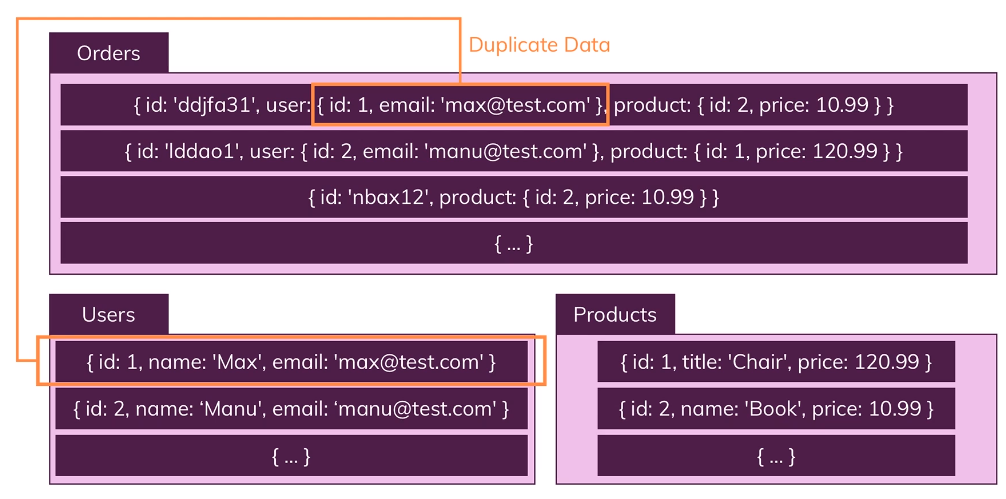 Duplicate Data
Orders
{ id: 'ddjfa31', user: { id: 1, email: 'max@test.com' }, product: { id: 2, price: 10.99 } }
{ id: 'lddao1', user: { id: 2, email: 'manu@test.com' }, product: { id: 1, price: 120.99 } }
{ id: 'nbax12', product: { id: 2, price: 10.99 } }
{ ... }
Users
{ id: 1, name: 'Max', email: 'max@test.com' }
{ id: 2, name: ‘Manu', email: ‘manu@test.com' }
{ ... }
Products
{ id: 1, title: 'Chair', price: 120.99 }
{ id: 2, name: 'Book', price: 10.99 }
{ ... }